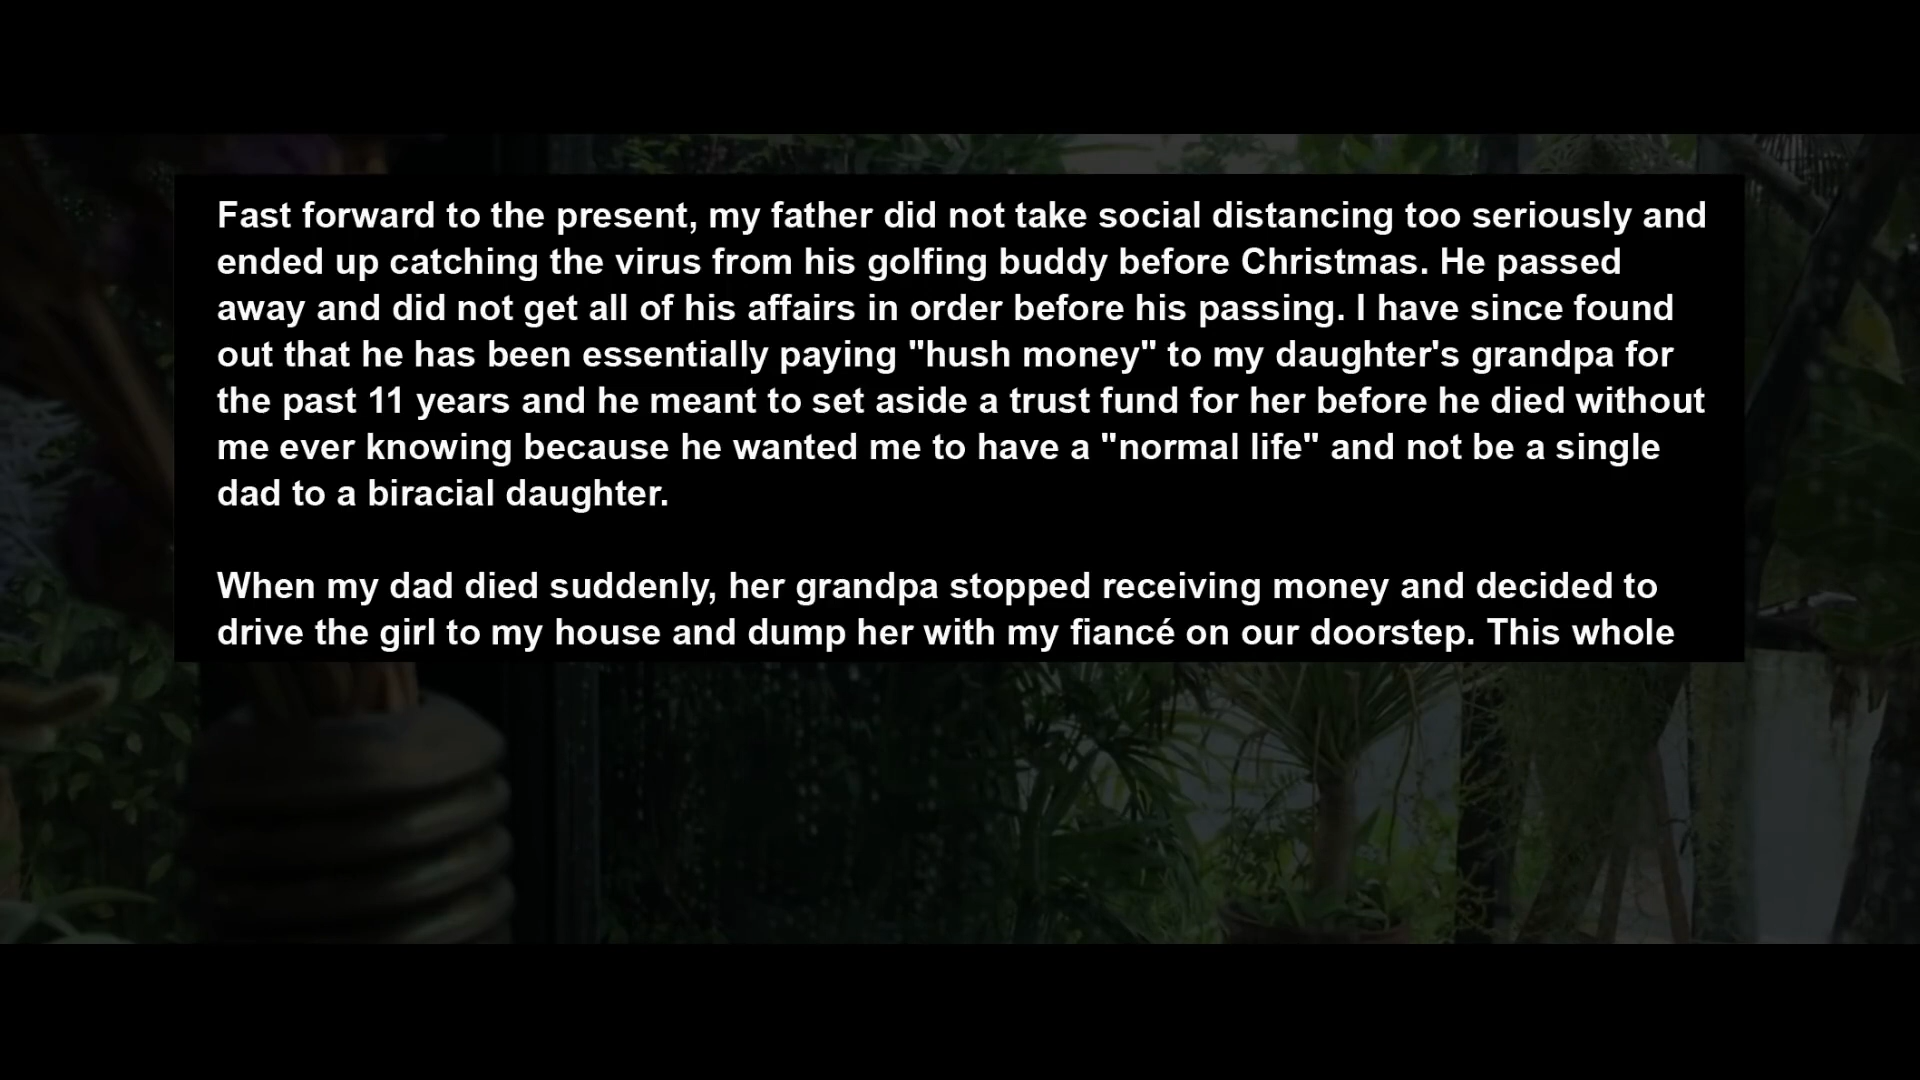 Fast forward to the present, my father did not take social distancing too seriously and
ended up catching the virus from his golfing buddy before Christmas. He passed
away and did not get all of his affairs in order before his passing. I have since found
out that he has been essentially paying "hush money" to my daughter's grandpa for
the past 11 years and he meant to set aside a trust fund for her before he died without
me ever knowing because he wanted me to have a "normal life" and not be a single
dad to a biracial daughter.
When my dad died suddenly, her grandpa stopped receiving money and decided to
drive the girl to my house and dump her with my fiancé on our doorstep. This whole